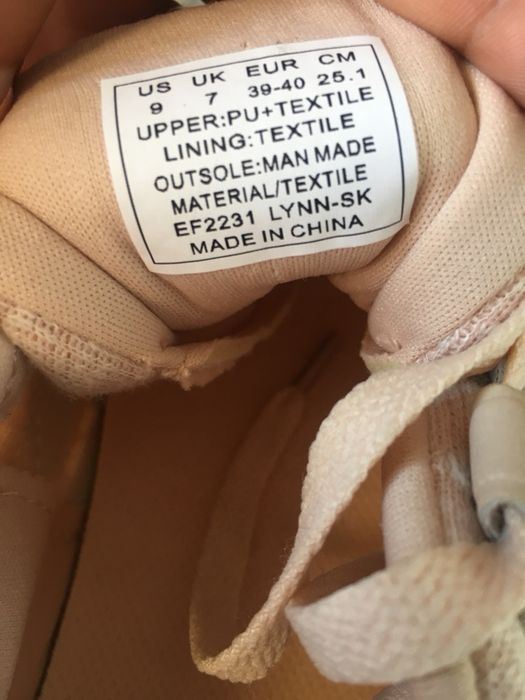 US UK EUR CM
9 7 39-40 25.1
UPPER:PU+TEXTILE
LINING:TEXTILE
OUTSOLE:MAN MADE
MATERIAL/TEXTILE
EF2231 LYNN-SK
MADE IN CHINA